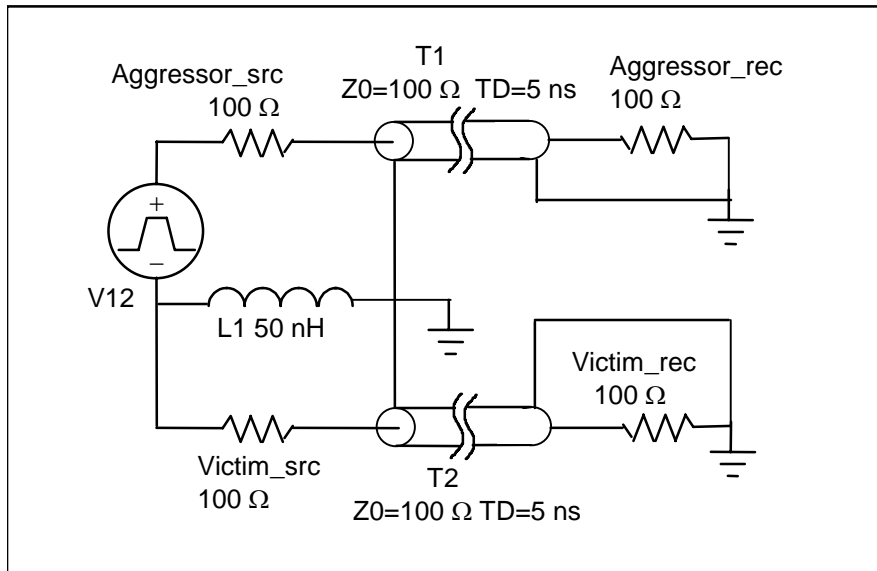 T1
Aggressor_src
Aggressor_rec
Z0=100 Ω TD=5 ns
100 Ω
100 Ω
+
–
V12
L1 50 nH
Victim_rec
100 Ω
Victim_src
100 Ω
T2
Z0=100 Ω TD=5 ns